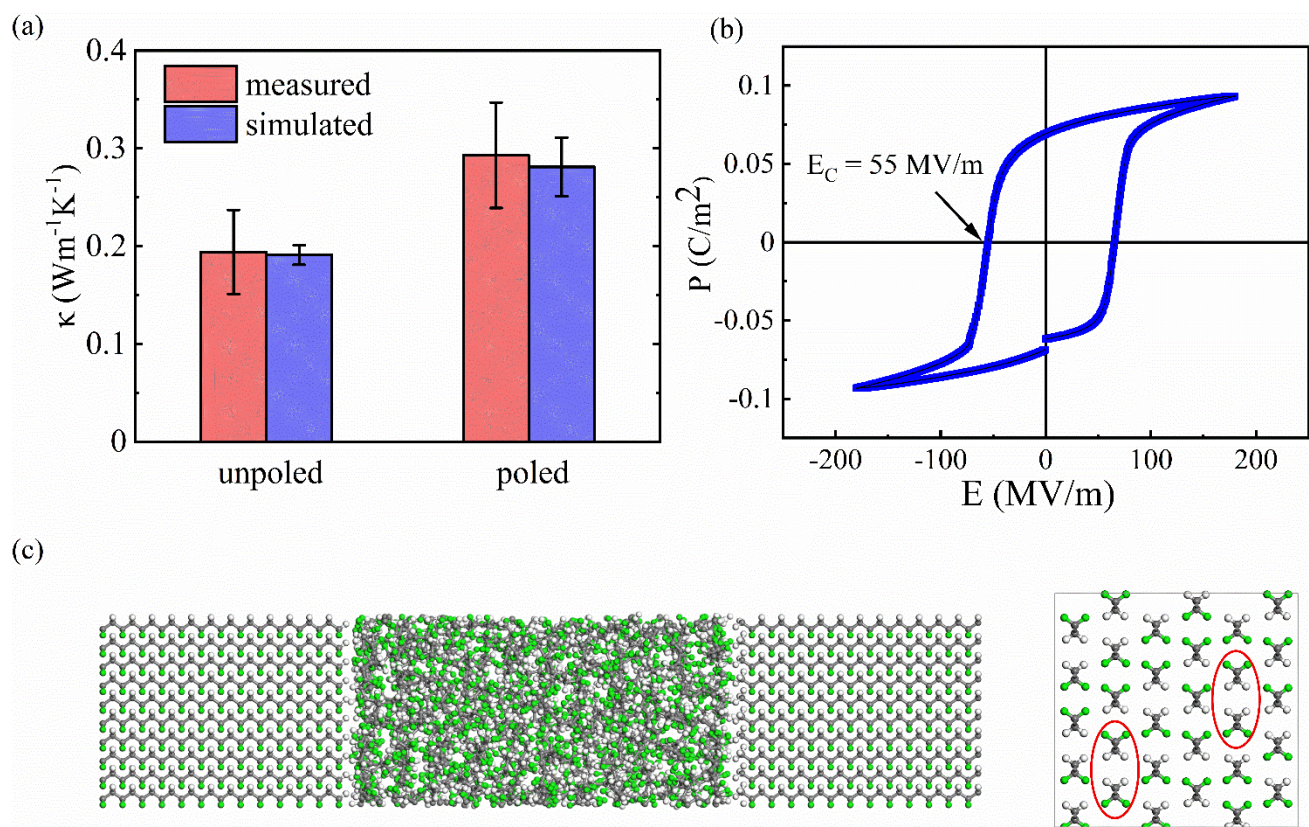 (a)
0.4
0.3
0.2
0.1
0
κ (Wm⁻¹K⁻¹)
measured
simulated
unpoled
poled
(b)
0.1
0.05
0
-0.05
-0.1
P (C/m²)
E_C = 55 MV/m
-200 -100 0 100 200
E (MV/m)
(c)